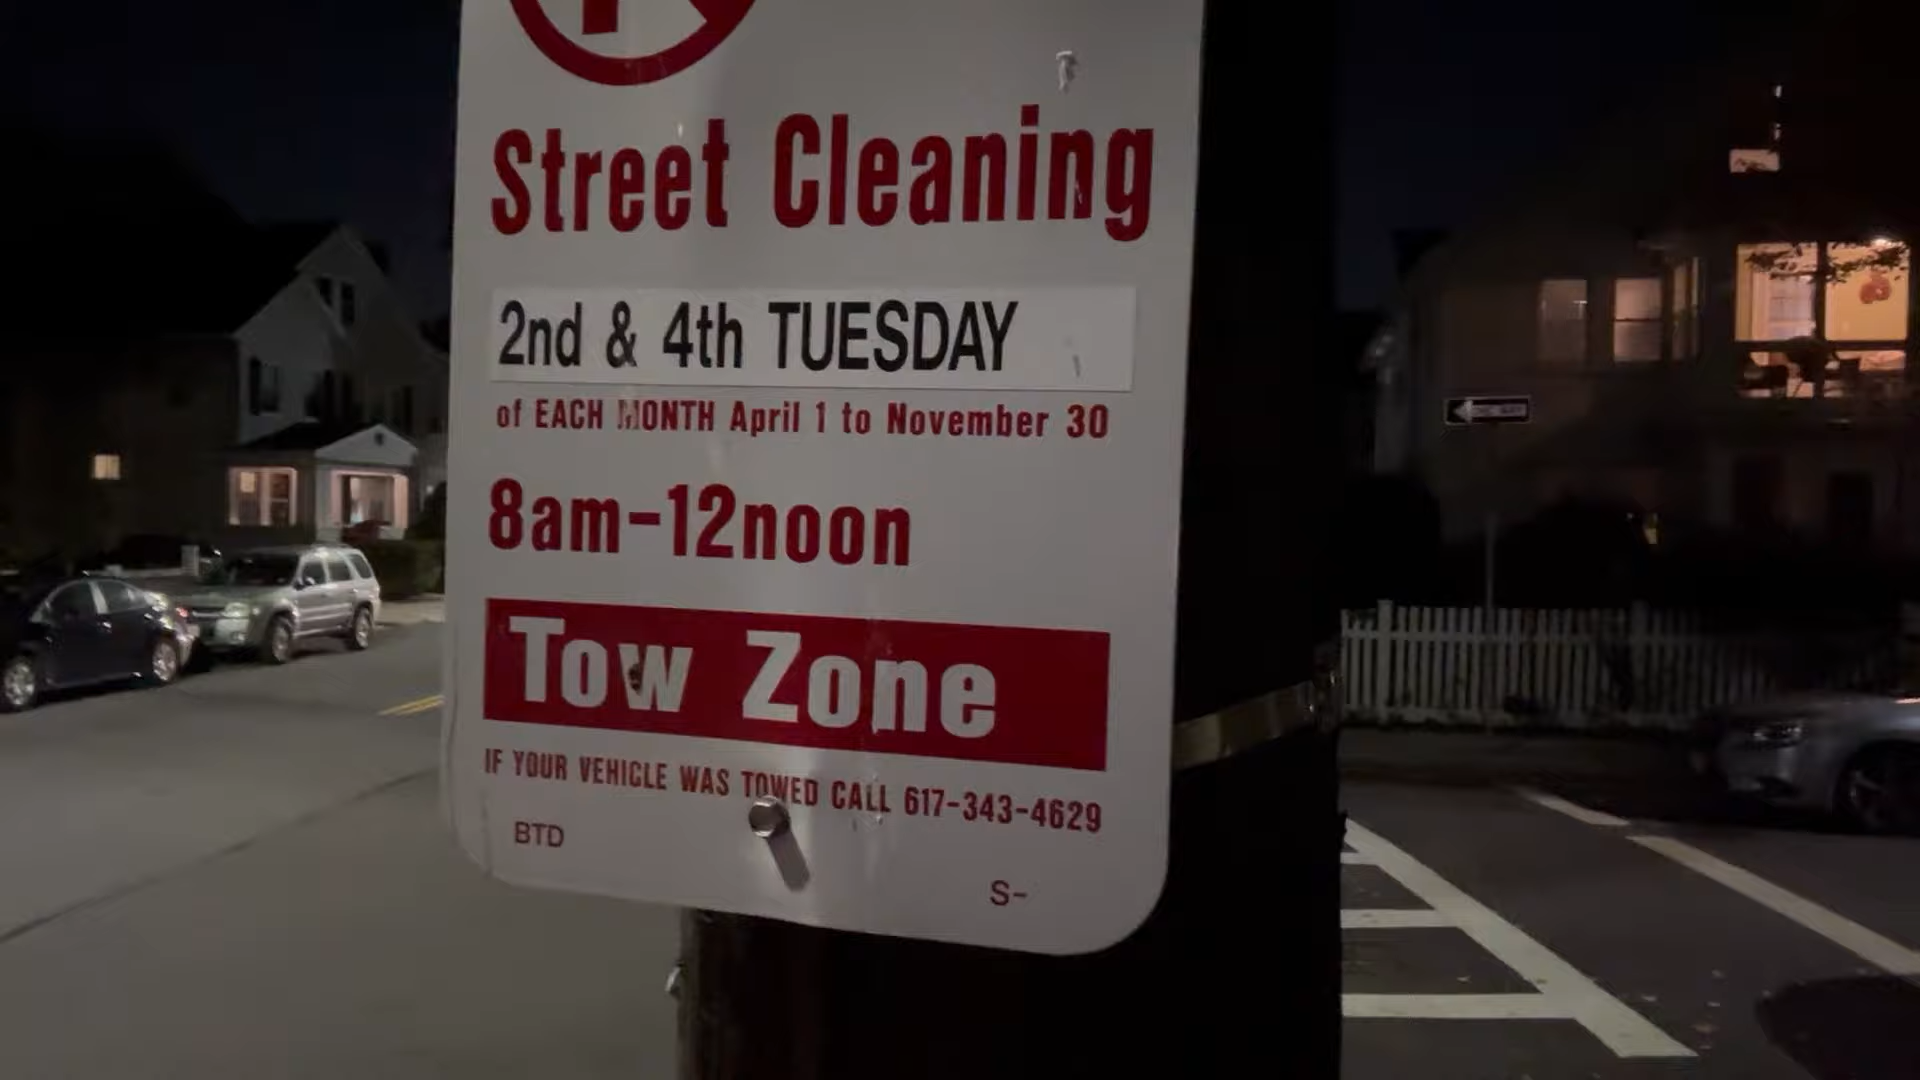 Street Cleaning
2nd & 4th TUESDAY
of EACH MONTH April 1 to November 30
8am-12noon
Tow Zone
IF YOUR VEHICLE WAS TOWED CALL 617-343-4629
BTD
S-